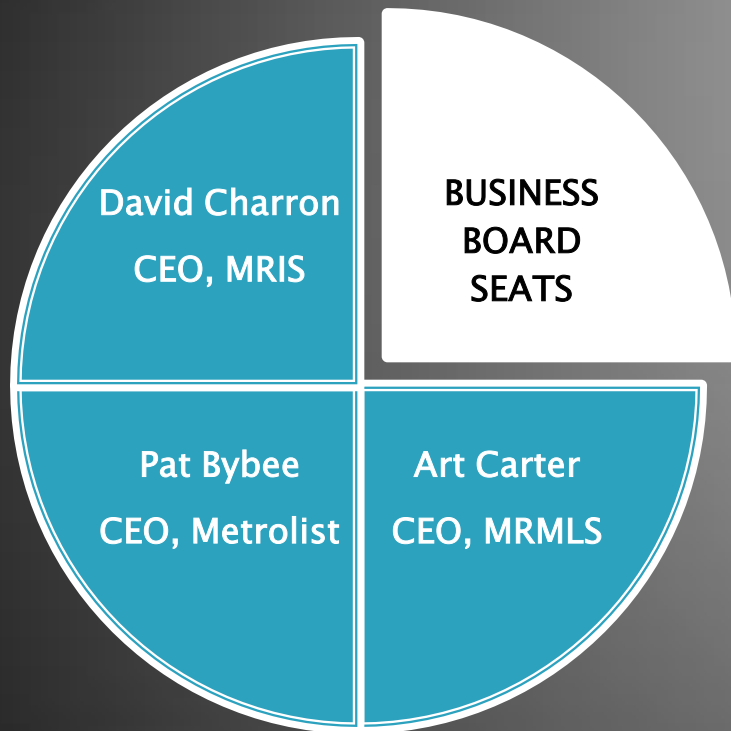 David Charron
CEO, MRIS
BUSINESS
BOARD
SEATS
Pat Bybee
CEO, Metrolist
Art Carter
CEO, MRMLS